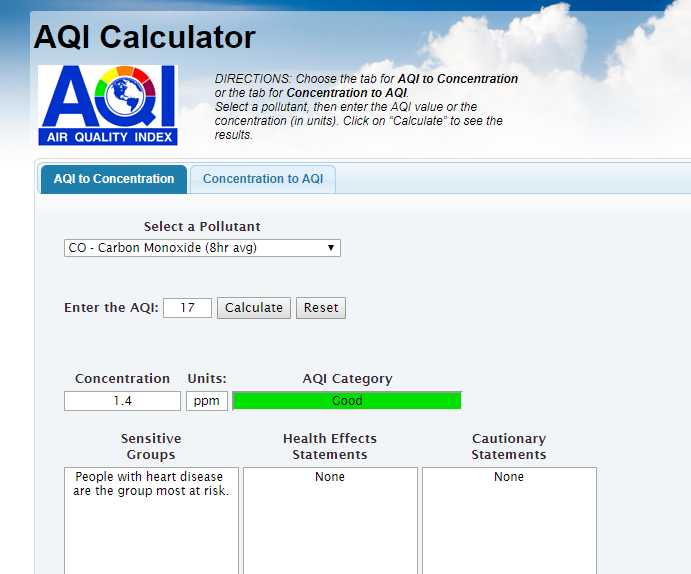 AQI Calculator
AQI
AIR QUALITY INDEX
DIRECTIONS: Choose the tab for AQI to Concentration
or the tab for Concentration to AQI.
Select a pollutant, then enter the AQI value or the
concentration (in units). Click on "Calculate" to see the
results.
AQI to Concentration
Concentration to AQI
Select a Pollutant
CO - Carbon Monoxide (8hr avg)
Enter the AQI: 17 Calculate Reset
Concentration Units: AQI Category
1.4 ppm Good
Sensitive
Groups
People with heart disease
are the group most at risk.
Health Effects
Statements
None
Cautionary
Statements
None